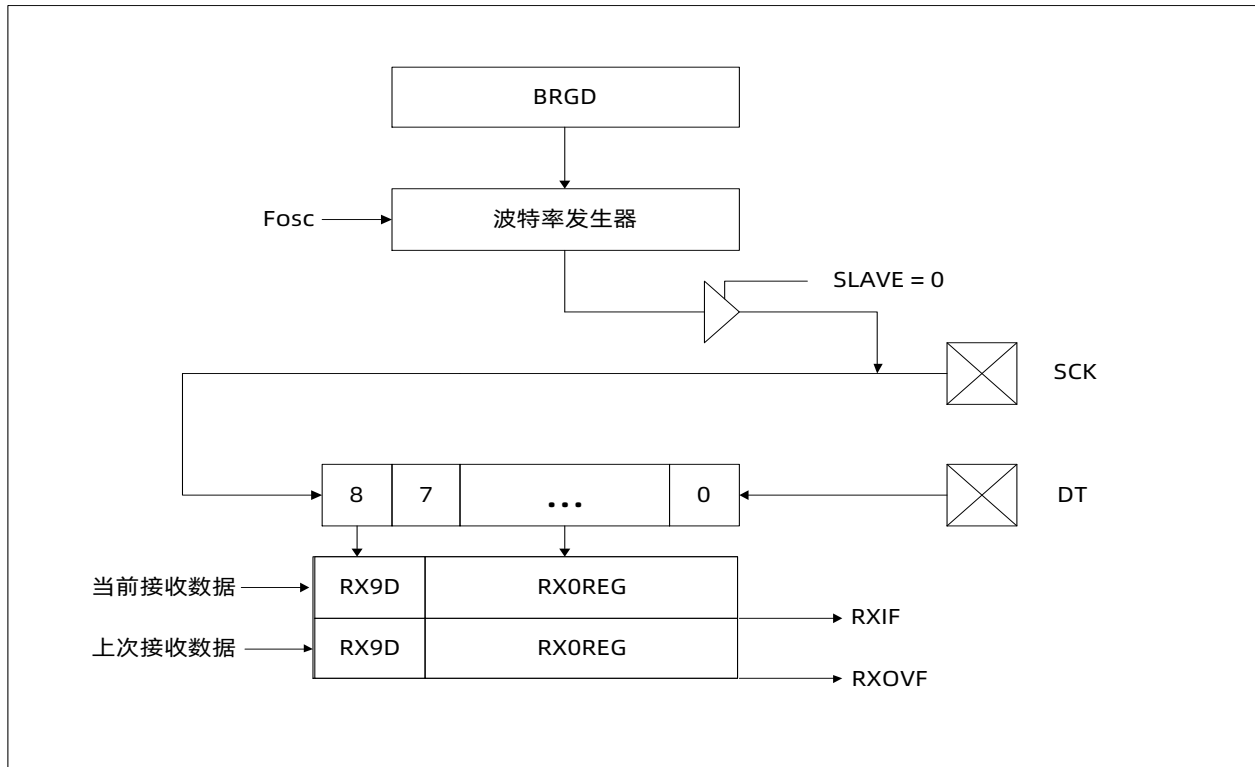 BRGD
Fosc
波特率发生器
SLAVE = 0
SCK
8 7 ... 0
DT
当前接收数据
RX9D
RX0REG
RXIF
上次接收数据
RX9D
RX0REG
RXOVF